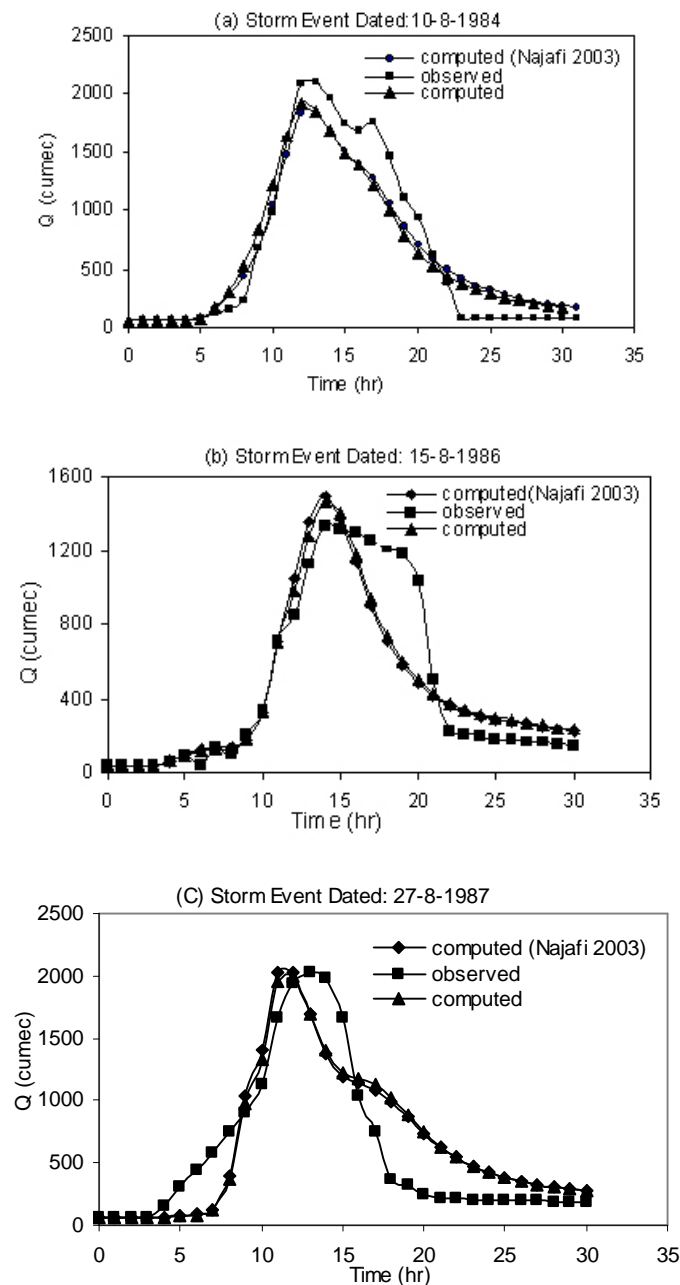 (a) Storm Event Dated:10-8-1984
2500
2000
1500
1000
500
0
Q (cumec)
computed (Najafi 2003)
observed
computed
0 5 10 15 20 25 30 35
Time (hr)
(b) Storm Event Dated: 15-8-1986
1600
1200
800
400
0
Q (cumec)
computed(Najafi 2003)
observed
computed
0 5 10 15 20 25 30 35
Time (hr)
(C) Storm Event Dated: 27-8-1987
2500
2000
1500
1000
500
0
Q (cumec)
computed (Najafi 2003)
observed
computed
0 5 10 15 20 25 30 35
Time (hr)